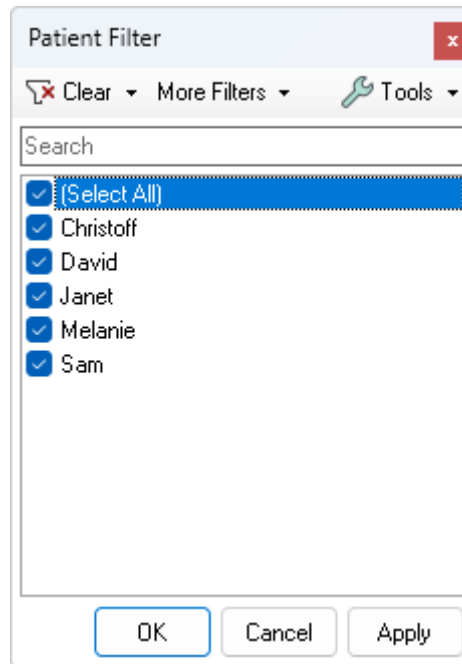 Patient Filter
x
Clear More Filters Tools
Search
(Select All)
Christoff
David
Janet
Melanie
Sam
OK Cancel Apply